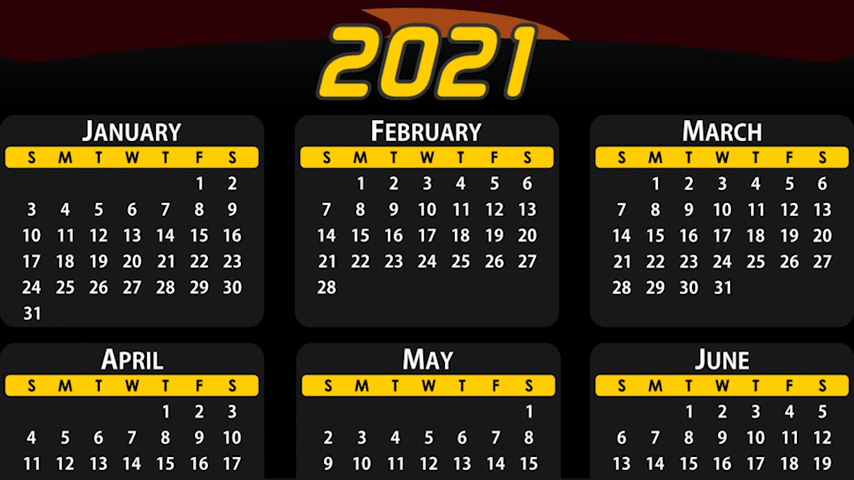 2021
JANUARY
S M T W T F S
1 2
3 4 5 6 7 8 9
10 11 12 13 14 15 16
17 18 19 20 21 22 23
24 25 26 27 28 29 30
31
FEBRUARY
S M T W T F S
1 2 3 4 5 6
7 8 9 10 11 12 13
14 15 16 17 18 19 20
21 22 23 24 25 26 27
28
MARCH
S M T W T F S
1 2 3 4 5 6
7 8 9 10 11 12 13
14 15 16 17 18 19 20
21 22 23 24 25 26 27
28 29 30 31
APRIL
S M T W T F S
1 2 3
4 5 6 7 8 9 10
11 12 13 14 15 16 17
MAY
S M T W T F S
1
2 3 4 5 6 7 8
9 10 11 12 13 14 15
JUNE
S M T W T F S
1 2 3 4 5
6 7 8 9 10 11 12
13 14 15 16 17 18 19